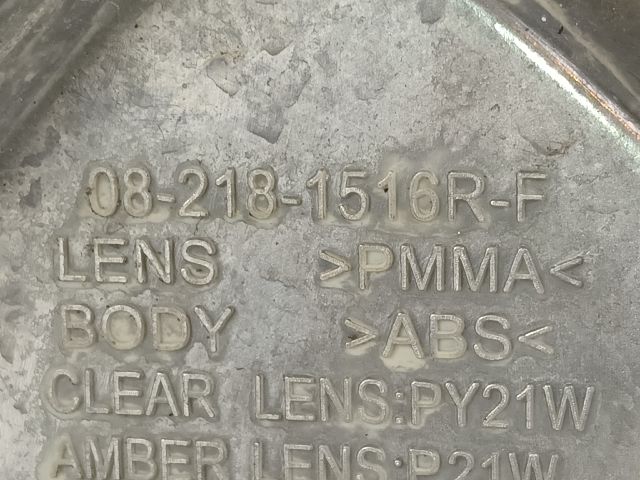 08-218-1516R-F
LENS >PMMA<
BODY >ABS<
CLEAR LENS:PY21W
AMBER LENS:P21W